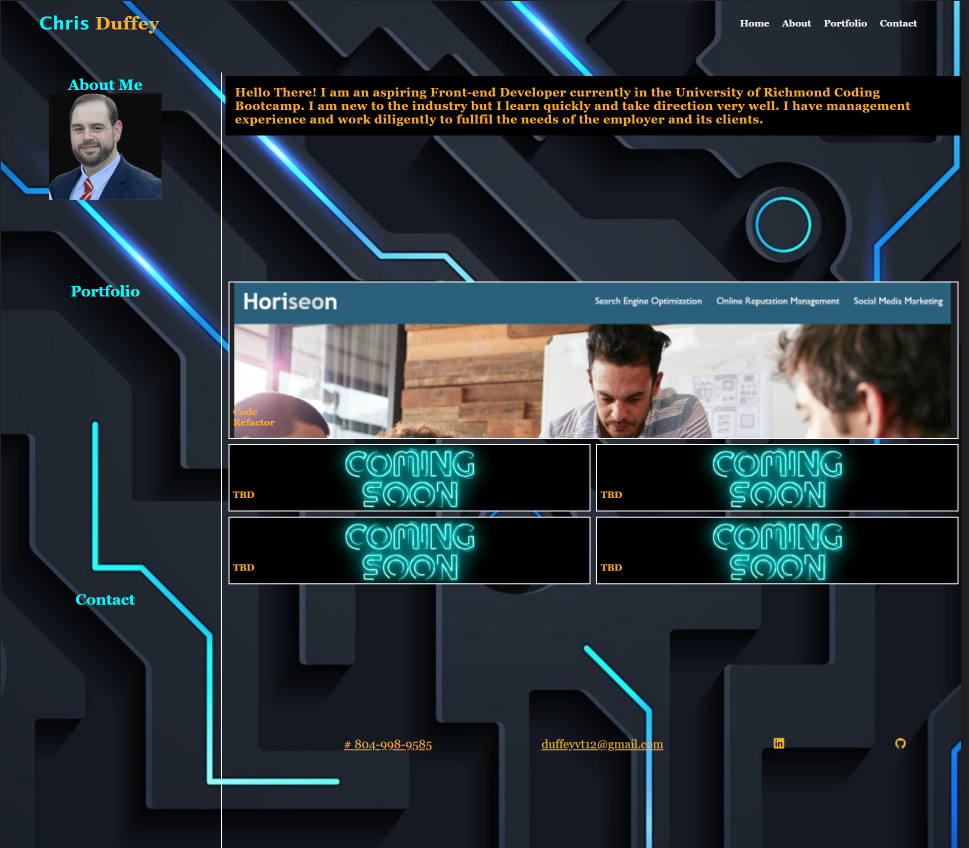 Chris Duffey
Home About Portfolio Contact
About Me
Hello There! I am an aspiring Front-end Developer currently in the University of Richmond Coding
Bootcamp. I am new to the industry but I learn quickly and take direction very well. I have management
experience and work diligently to fullfil the needs of the employer and its clients.
Portfolio
Horiseon
Search Engine Optimization Online Reputation Management Social Media Marketing
Code
Refactor
COMING
SOON
TBD
COMING
SOON
TBD
COMING
SOON
TBD
COMING
SOON
TBD
Contact
# 804-998-9585 duffeyvt12@gmail.com in